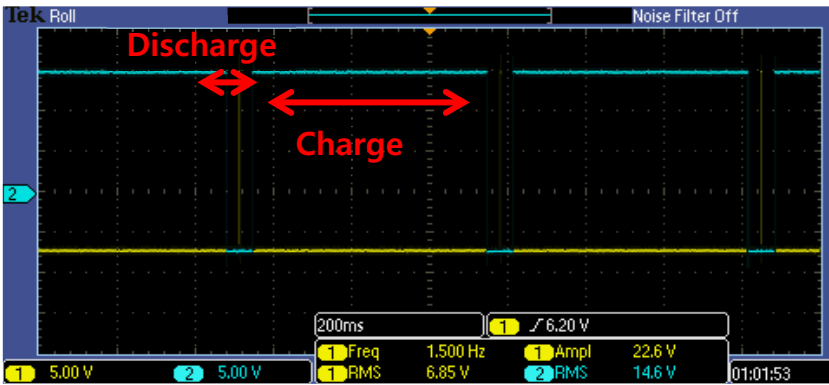 Tek Roll Noise Filter Off
Discharge
Charge
2
200ms 1 6.20 V
1 Freq 1.500 Hz 1 Ampl 22.6 V
1 5.00 V 2 5.00 V 1 RMS 6.85 V 2 RMS 14.6 V 01:01:53